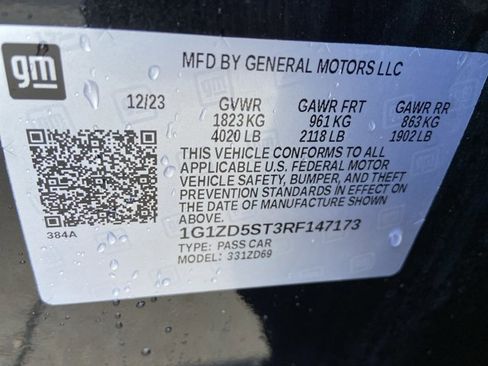 gm
MFD BY GENERAL MOTORS LLC
12/23 GVWR GAWR FRT GAWR RR
1823 KG 961 KG 863 KG
4020 LB 2118 LB 1902 LB
THIS VEHICLE CONFORMS TO ALL
APPLICABLE U.S. FEDERAL MOTOR
VEHICLE SAFETY, BUMPER, AND THEFT
PREVENTION STANDARDS IN EFFECT ON
THE DATE OF MANUFACTURE SHOWN
ABOVE.
384A
1G1ZD5ST3RF147173
TYPE: PASS CAR
MODEL: 331ZD69